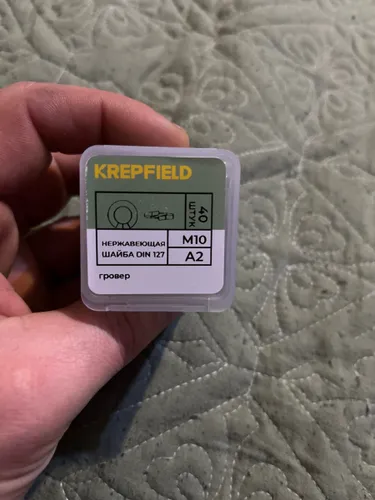 KREPFIELD
40
ШТУК
НЕРЖАВЕЮЩАЯ
ШАЙБА DIN 127
M10
A2
гровер